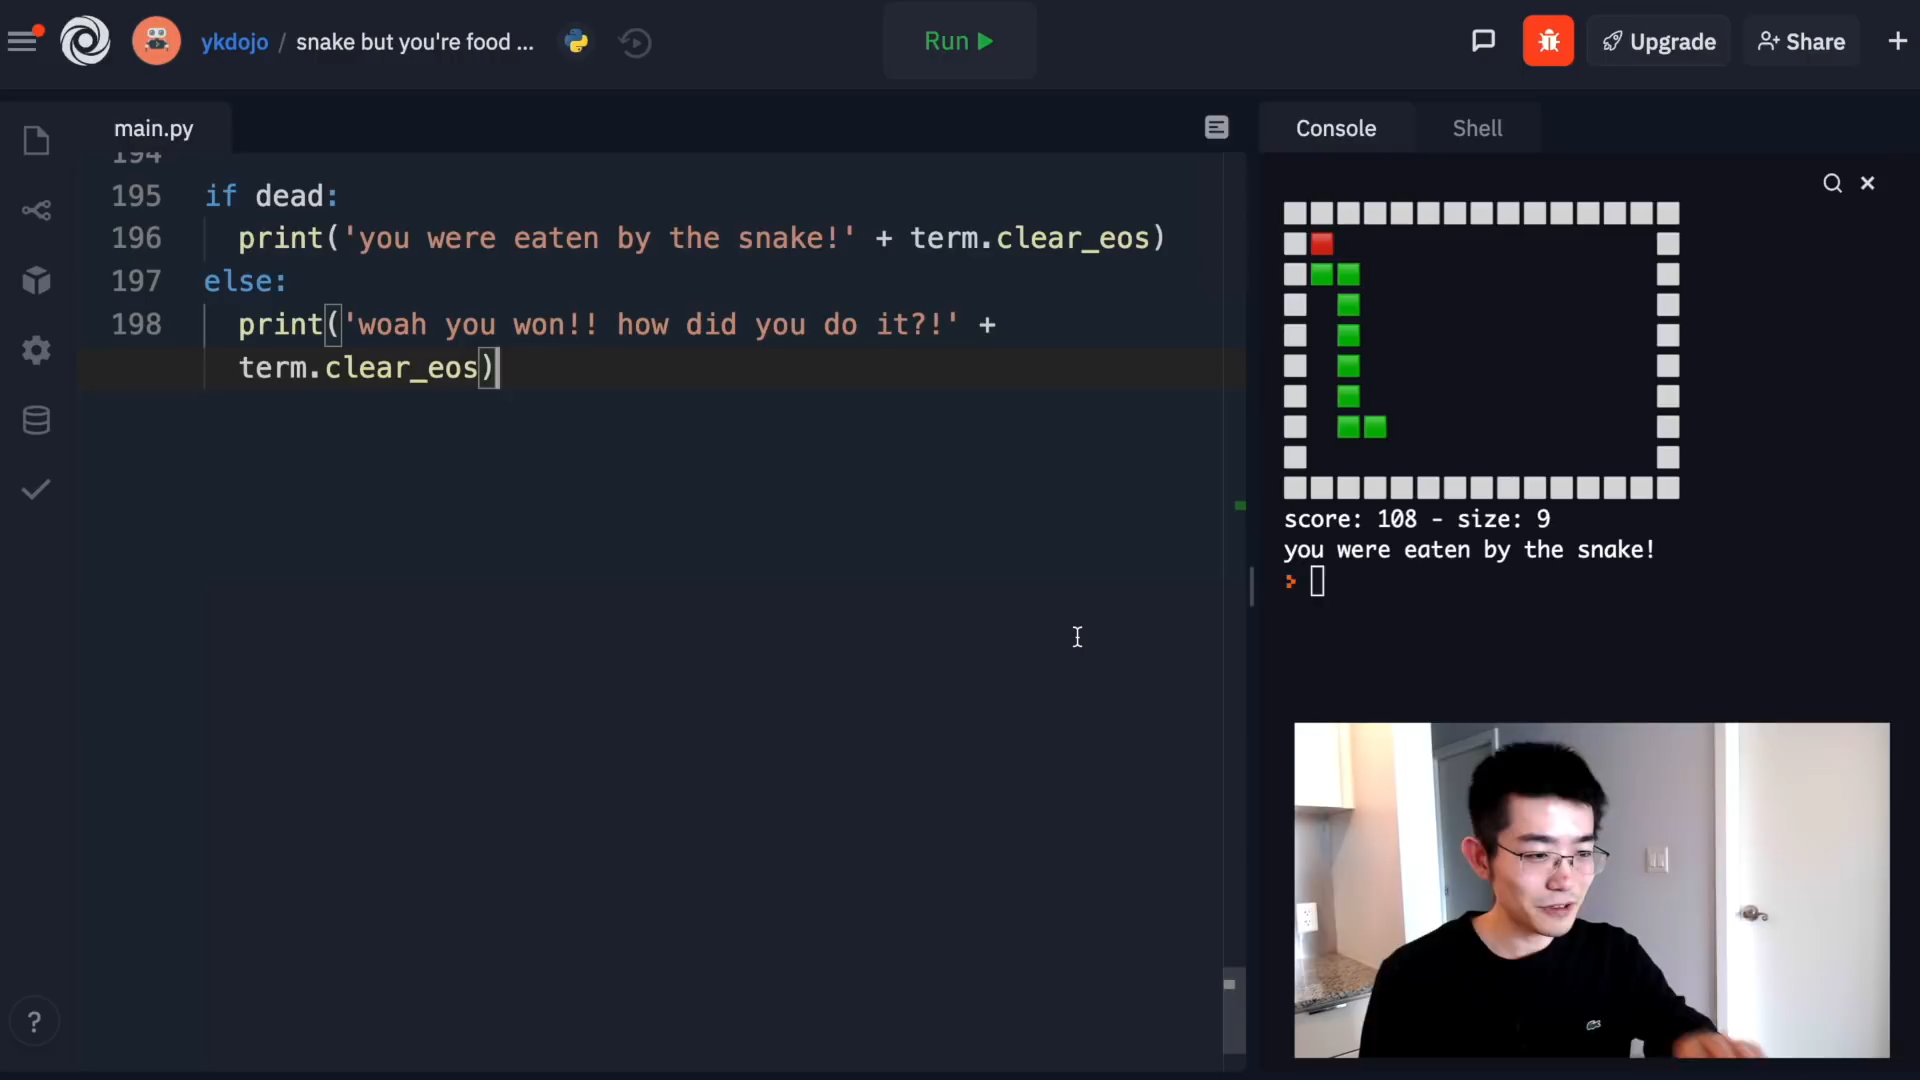 ykdojo / snake but you're food ...
Run
Upgrade
Share
main.py
Console
Shell
194
195 if dead:
196 print('you were eaten by the snake!' + term.clear_eos)
197 else:
198 print('woah you won!! how did you do it?!' +
term.clear_eos)
score: 108 - size: 9
you were eaten by the snake!
?